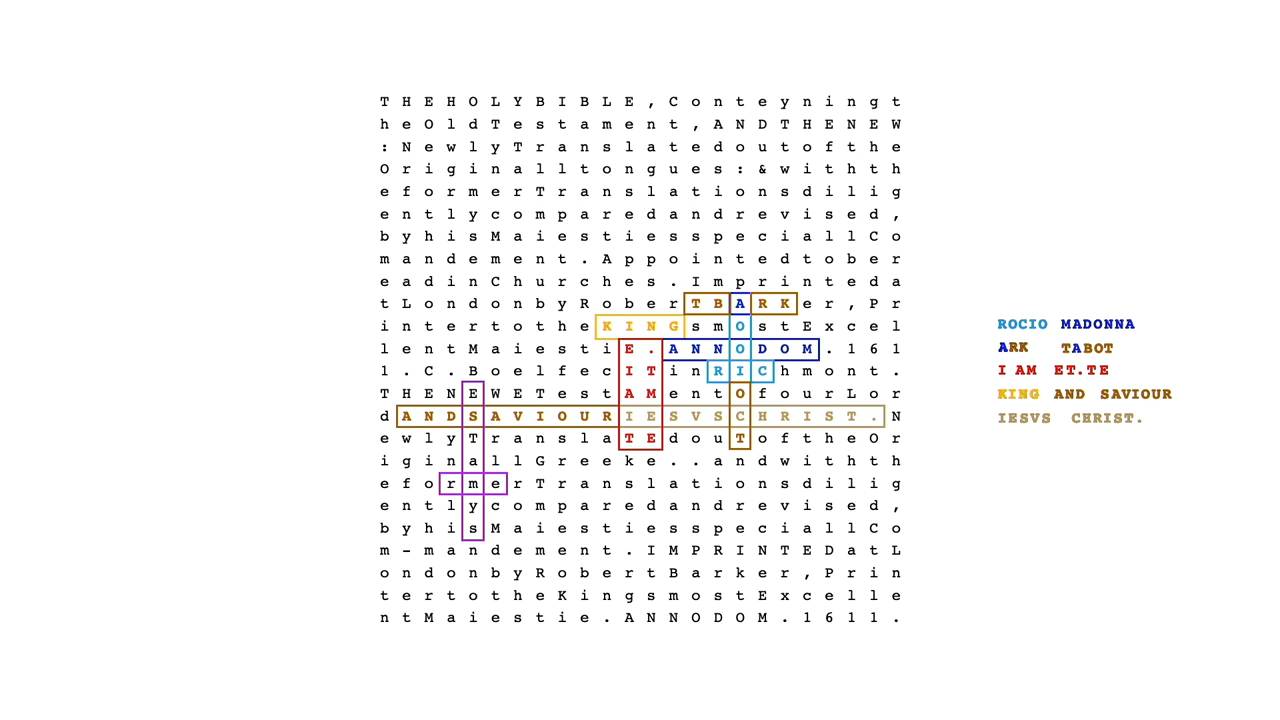 THEHOLYBIBLE,Conteyningt
heOldTestament,ANDTHENEW
:NewlyTranslatedoutofthe
Originalltongues:&withth
eformerTranslationsdilig
entlycomparedandrevised,
byhisMaiestiesspeciallCo
mandement.Appointedtober
eadinChurches.Imprinteda
tLondonbyRoberTBARKer,Pr
intertotheKINGsmOstExcel
lentMaiestiE.ANNODOM.161
1.C.BoelfecITinRIChmont.
THENEWETestAMentOfourLor
dANDSAVIOURIESVSCHRIST.N
ewlyTranslaTEdouToftheOr
iginallGreeke..andwithth
eformerTranslationsdilig
entlycomparedandrevised,
byhisMaiestiesspeciallCo
m-mandement.IMPRINTEDatL
ondonbyRobertBarker,Prin
tertotheKingsmostExcelle
ntMaiestie.ANNODOM.1611.
ROCIO MADONNA
ARK TABOT
I AM ET.TE
KING AND SAVIOUR
IESVS CHRIST.